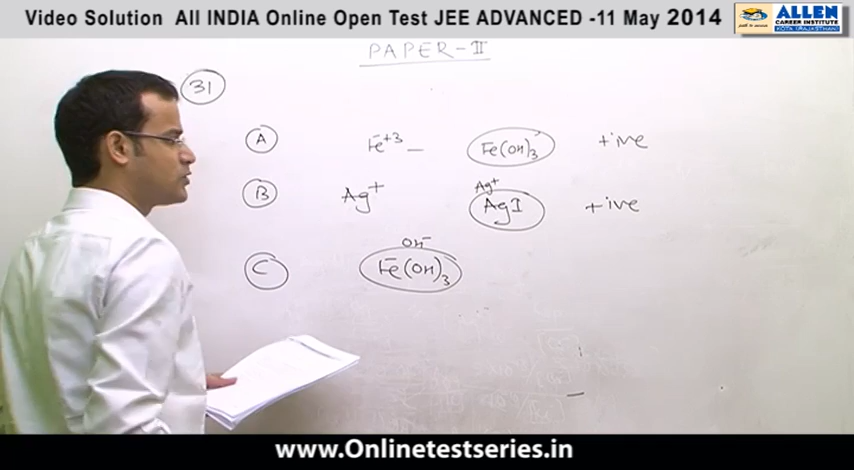 Video Solution All INDIA Online Open Test JEE ADVANCED -11 May 2014
ALLEN
CAREER INSTITUTE
KOTA (RAJASTHAN)
PAPER-II
31
A Fe+3 - Fe(OH)3 +ive
Ag+
B Ag+ AgI +ive
OH-
C Fe(OH)3
www.Onlinetestseries.in